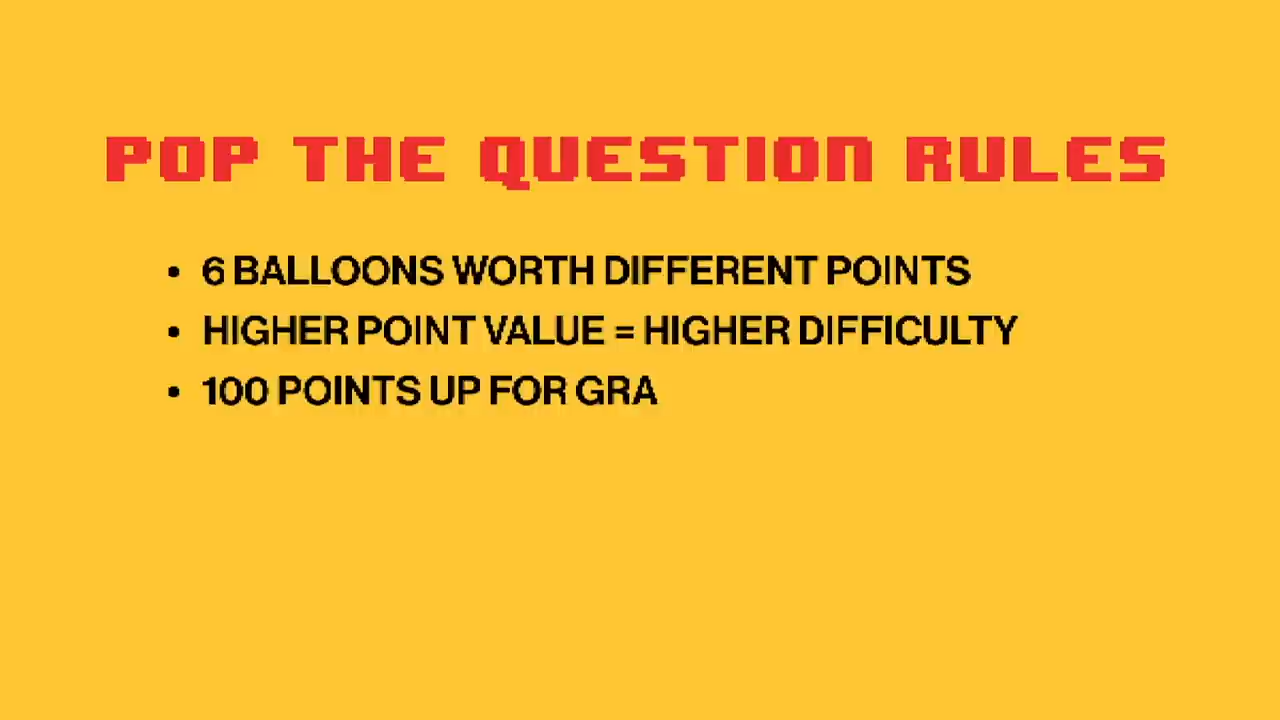 POP THE QUESTION RULES
• 6 BALLOONS WORTH DIFFERENT POINTS
• HIGHER POINT VALUE = HIGHER DIFFICULTY
• 100 POINTS UP FOR GRA